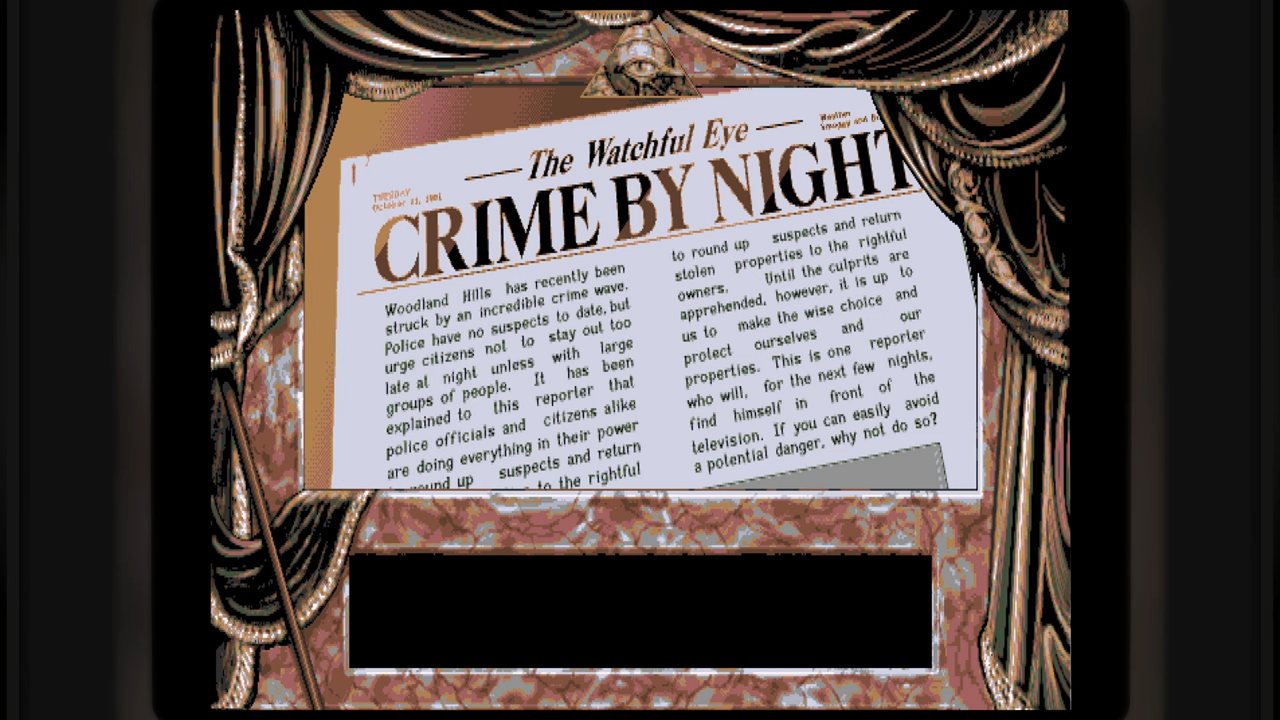 The Watchful Eye
TUESDAY
CRIME BY NIGHT
Woodland Hills has recently been
struck by an incredible crime wave.
Police have no suspects to date, but
urge citizens not to stay out too
late at night unless with large
groups of people. It has been
explained to this reporter that
police officials and citizens alike
are doing everything in their power
round up suspects and return
to the rightful
to round up suspects and return
stolen properties to the rightful
owners. Until the culprits are
apprehended, however, it is up to
us to make the wise choice and
protect ourselves and our
properties. This is one reporter
who will, for the next few nights,
find himself in front of the
television. If you can easily avoid
a potential danger, why not do so?